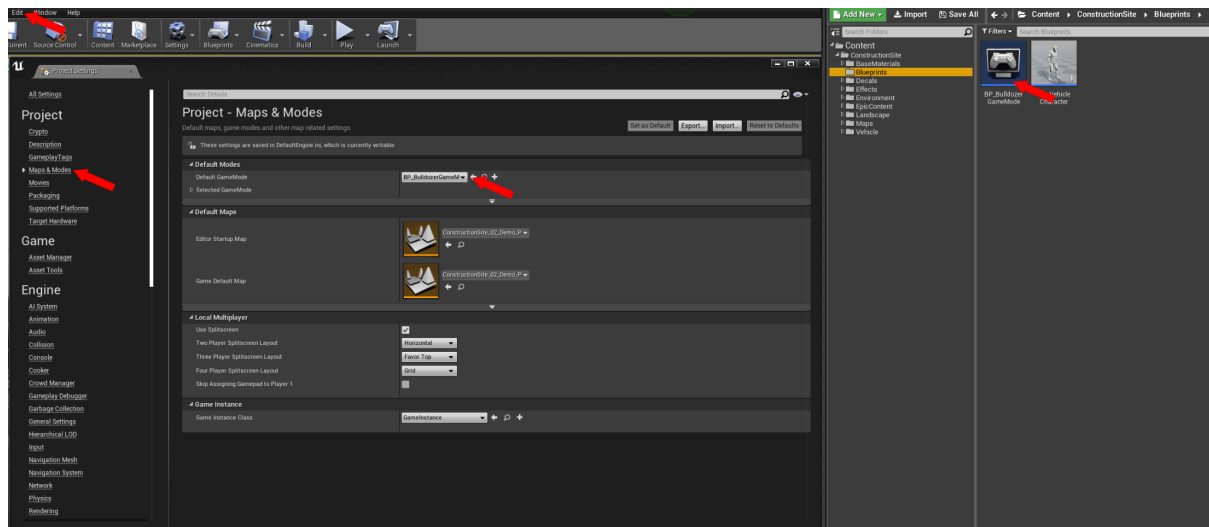 Edit Window Help
Current Source Control Content Marketplace Settings Blueprints Cinematics Build Play Launch
Project Settings
All Settings
Project
Crypto
Description
GameplayTags
Maps & Modes
Movies
Packaging
Supported Platforms
Target Hardware
Game
Asset Manager
Asset Tools
Engine
AI System
Animation
Audio
Collision
Console
Cooker
Crowd Manager
Gameplay Debugger
Garbage Collection
General Settings
Hierarchical LOD
Input
Navigation Mesh
Navigation System
Network
Physics
Rendering
Search Details
Project - Maps & Modes
Default maps, game modes and other map related settings.
Set as Default Export... Import... Reset to Defaults
These settings are saved in DefaultEngine.ini, which is currently writable.
Default Modes
Default GameMode BP_BulldozerGameM
Selected GameMode
Default Maps
Editor Startup Map ConstructionSite_02_Demo_P
Game Default Map ConstructionSite_02_Demo_P
Local Multiplayer
Use Splitscreen
Two Player Splitscreen Layout Horizontal
Three Player Splitscreen Layout Favor Top
Four Player Splitscreen Layout Grid
Skip Assigning Gamepad to Player 1
Game Instance
Game Instance Class GameInstance
Add New Import Save All Content ConstructionSite Blueprints
Search Folders
Content
ConstructionSite
BaseMaterials
Blueprints
Decals
Effects
Environment
EpicContent
Landscape
Maps
Vehicle
Filters Search Blueprints
BP_Bulldozer
GameMode
Vehicle
Character